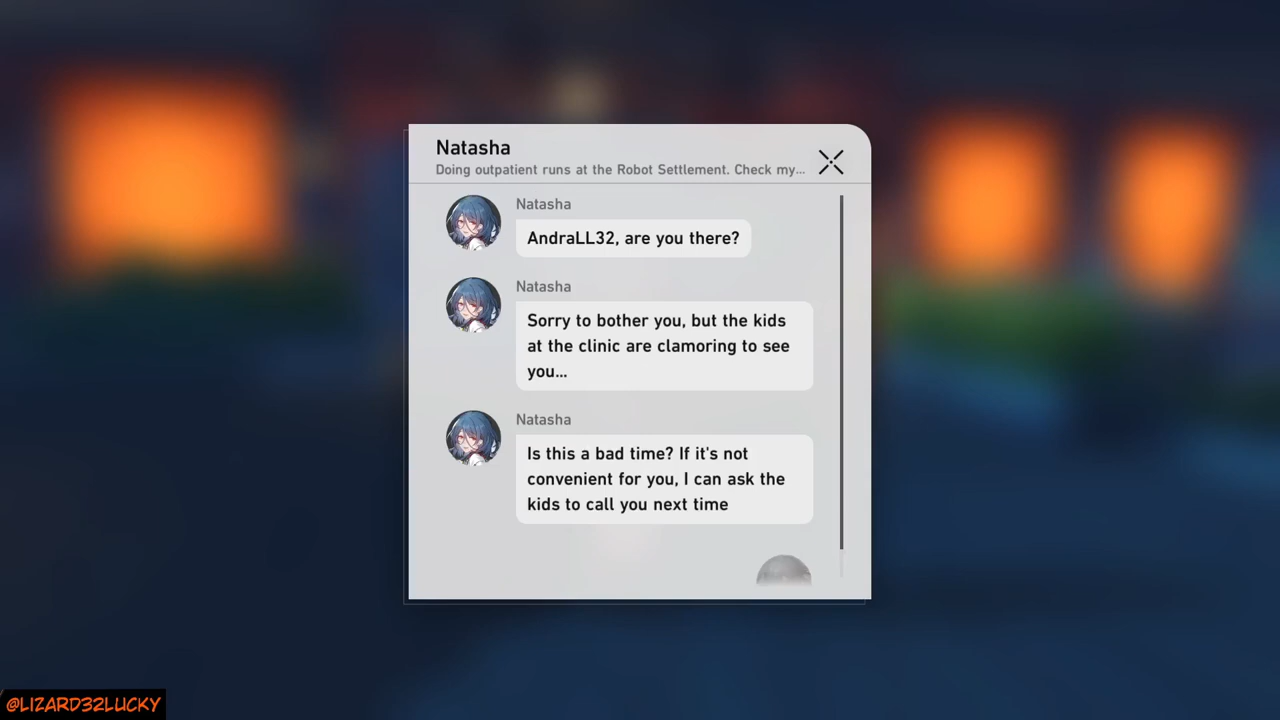 Natasha
Doing outpatient runs at the Robot Settlement. Check my...
Natasha
AndraLL32, are you there?
Natasha
Sorry to bother you, but the kids
at the clinic are clamoring to see
you...
Natasha
Is this a bad time? If it's not
convenient for you, I can ask the
kids to call you next time
@LIZARD32LUCKY